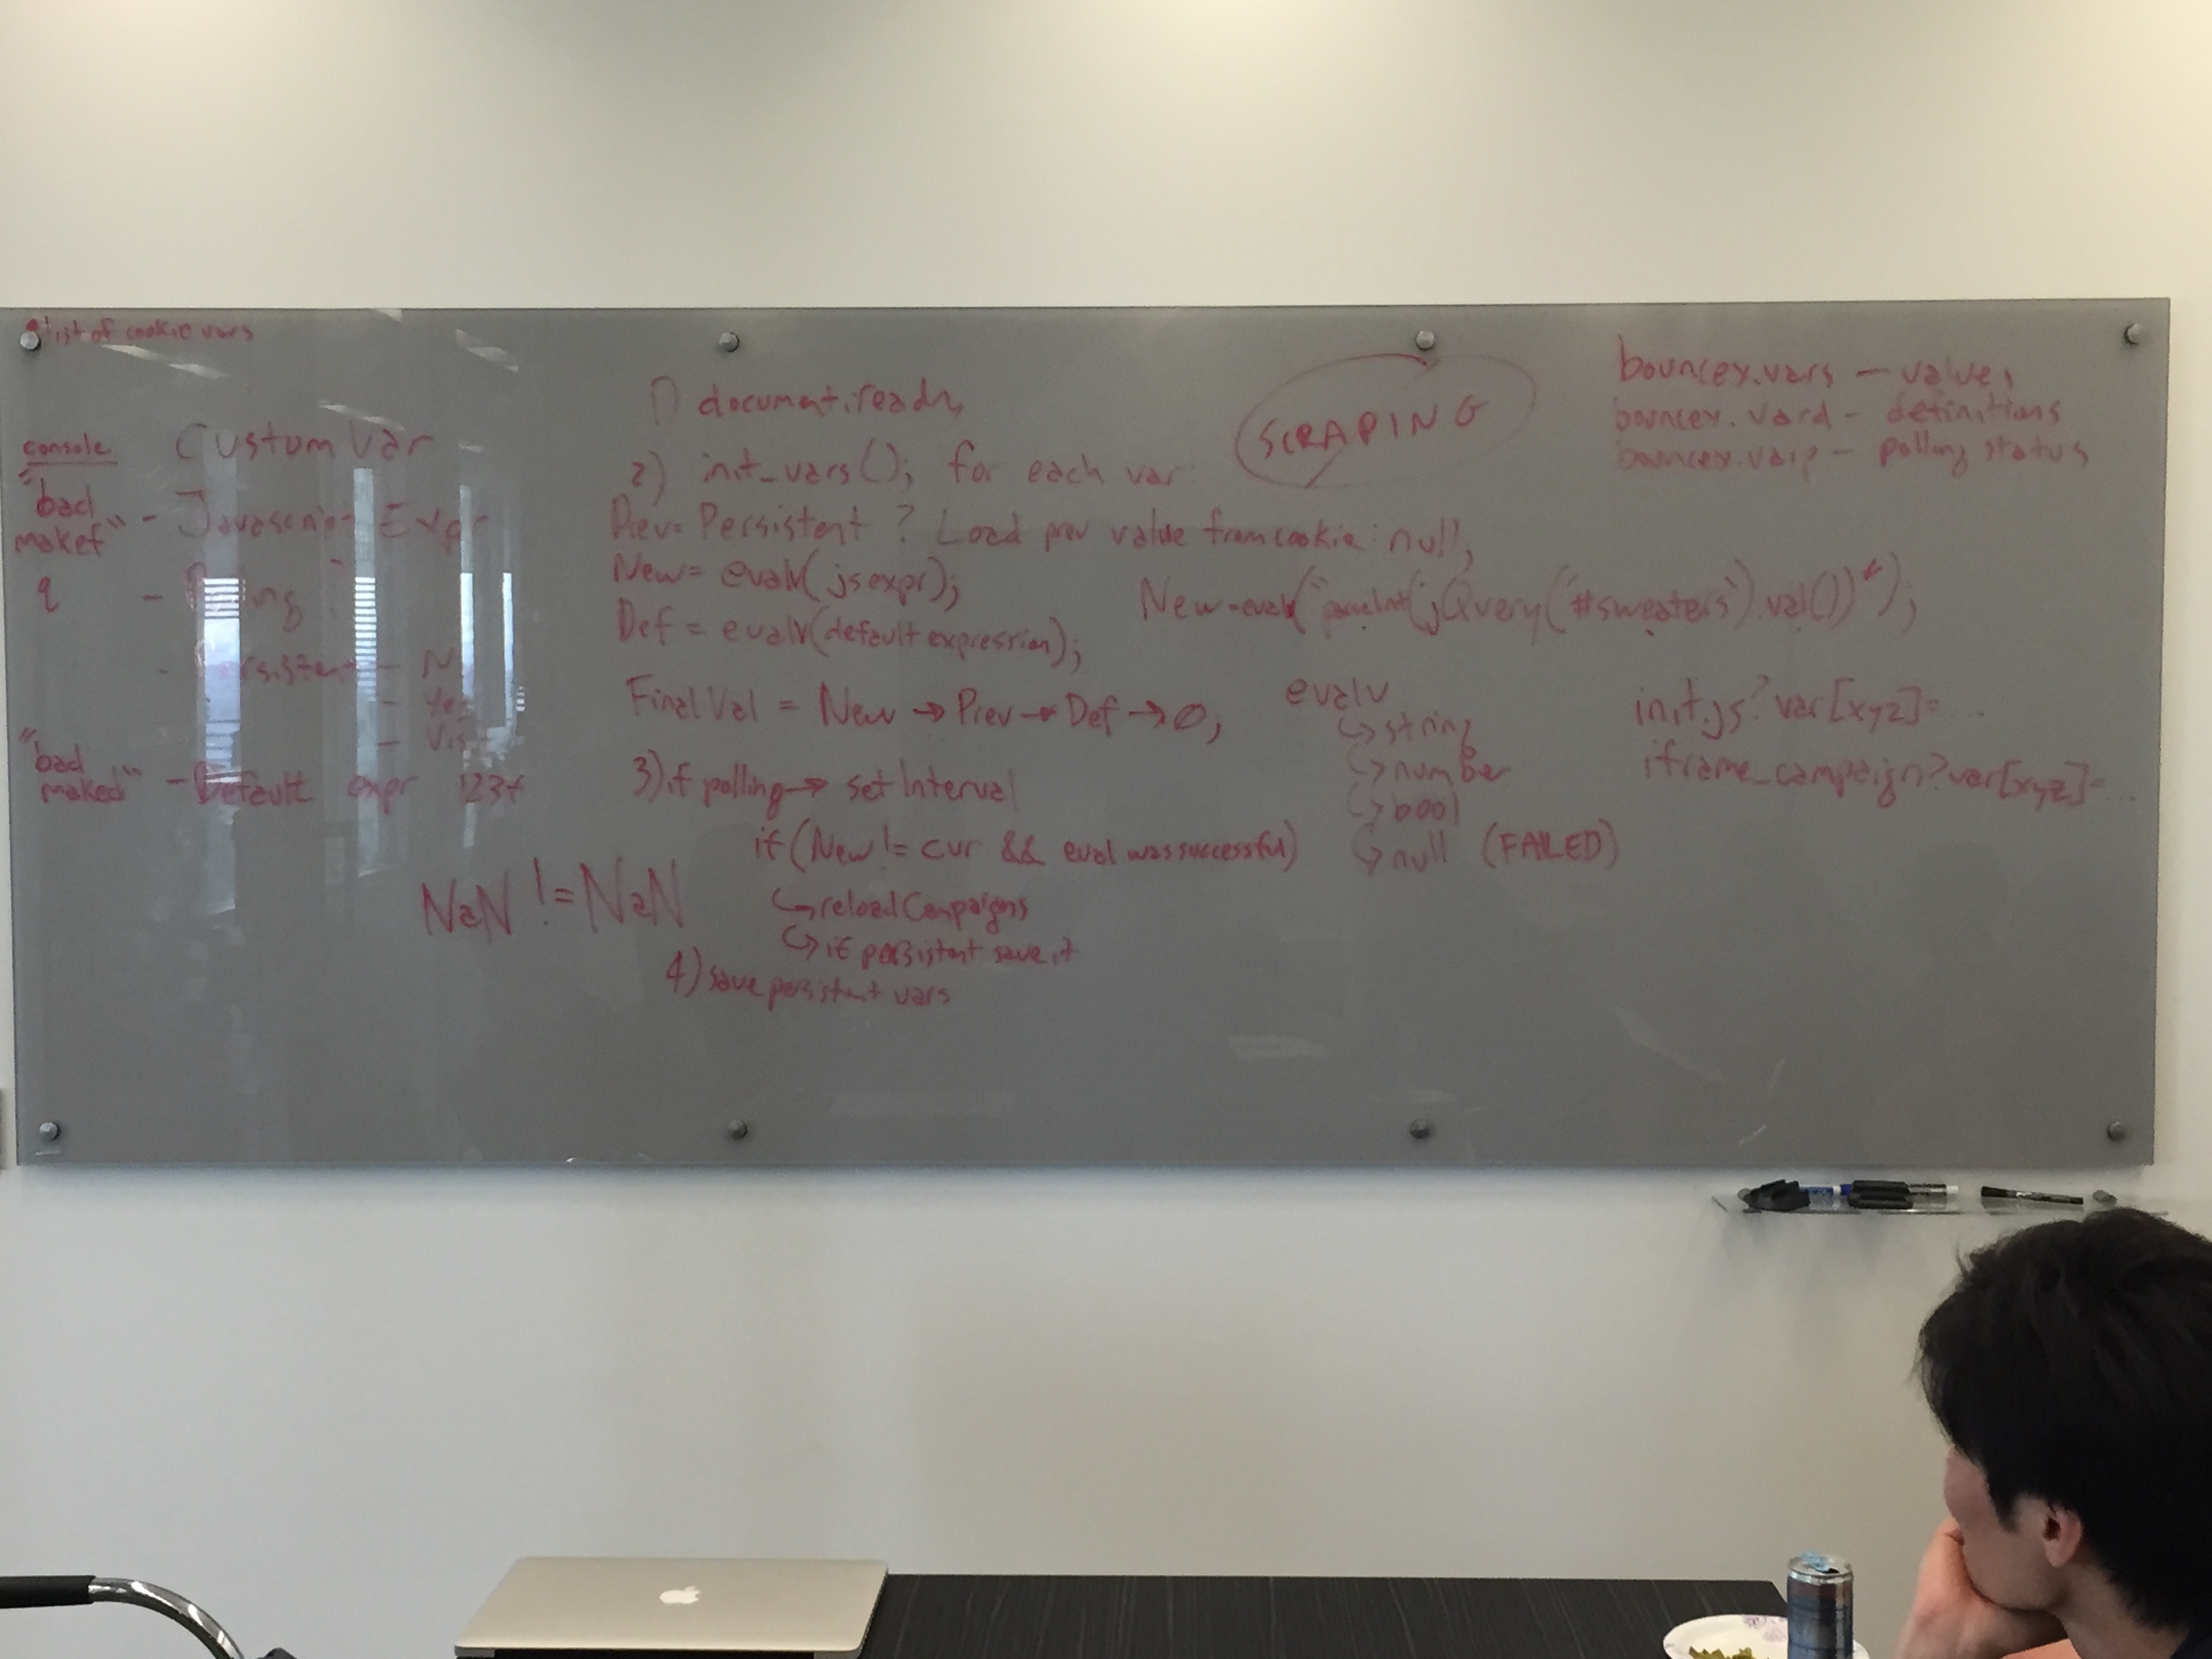 list of cookie vars
console
Custom Var
"bad maket"
- Javascript Expr
q
- Polling?
- Persistent - No
- Yes
- Vis
"bad maked"
- Default expr 1234
NaN != NaN
1) document.ready
2) init_vars(); for each var:
Prev = Persistent ? Load prev value from cookie : null;
New = evalv(js expr);
Def = evalv(default expression);
Final Val = New → Prev → Def → 0;
3) if polling → setInterval
if (New != cur && eval was successful)
↪ reload Campaigns
↪ if persistent save it
4) save persistent vars
SCRAPING
New = evalv("parseInt(jQuery('#sweaters').val())");
evalv
↪ string
↪ number
↪ bool
↪ null (FAILED)
bouncex.vars - values
bouncex.vard - definitions
bouncex.varp - polling status
init.js?var[xyz]=...
iframe_campaign?var[xyz]=...